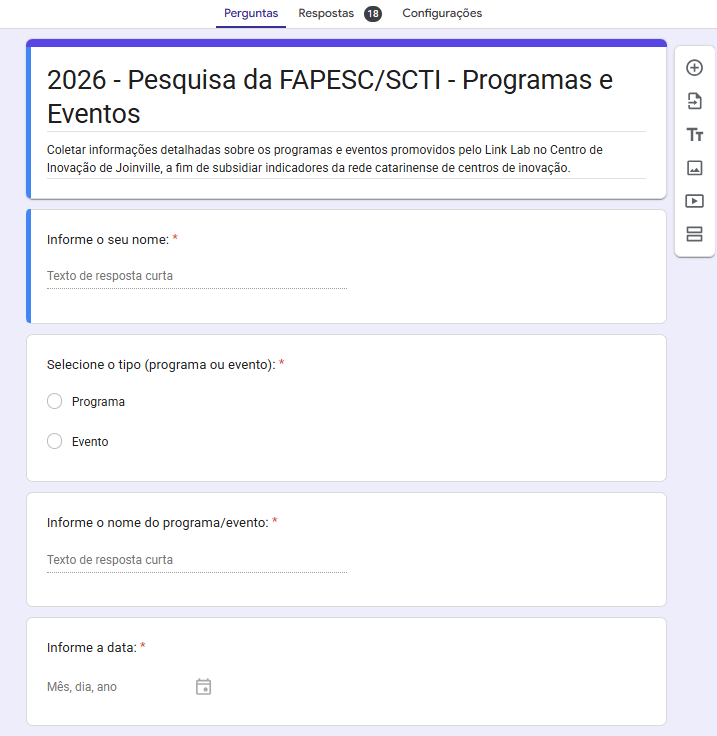 Perguntas Respostas 18 Configurações
2026 - Pesquisa da FAPESC/SCTI - Programas e
Eventos
Coletar informações detalhadas sobre os programas e eventos promovidos pelo Link Lab no Centro de
Inovação de Joinville, a fim de subsidiar indicadores da rede catarinense de centros de inovação.
Informe o seu nome: *
Texto de resposta curta
Selecione o tipo (programa ou evento): *
Programa
Evento
Informe o nome do programa/evento: *
Texto de resposta curta
Informe a data: *
Mês, dia, ano